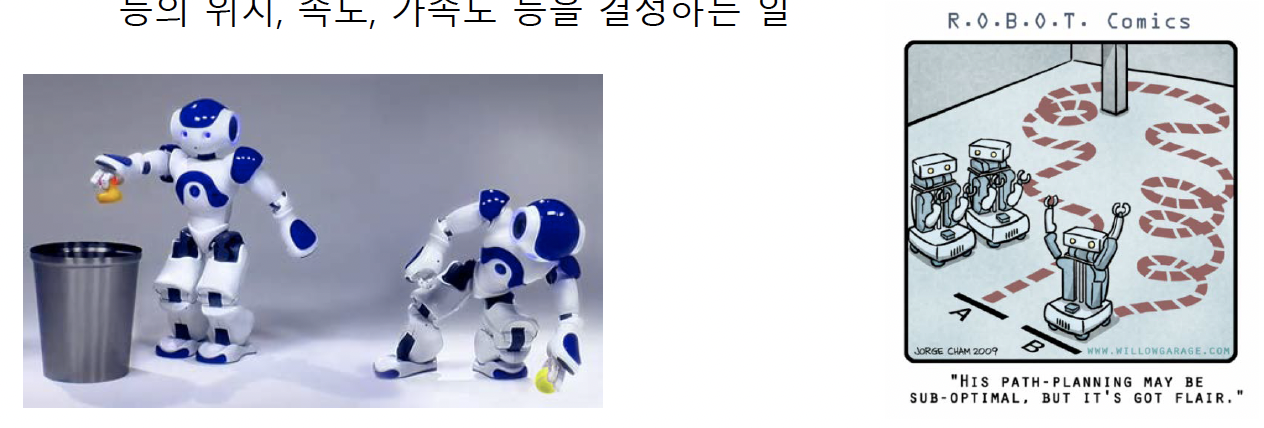 등의 위치, 속도, 가속도 등을 결정하는 일
R.O.B.O.T. Comics
A
B
JORGE CHAM 2009
WWW.WILLOWGARAGE.COM
"HIS PATH-PLANNING MAY BE
SUB-OPTIMAL, BUT IT'S GOT FLAIR."